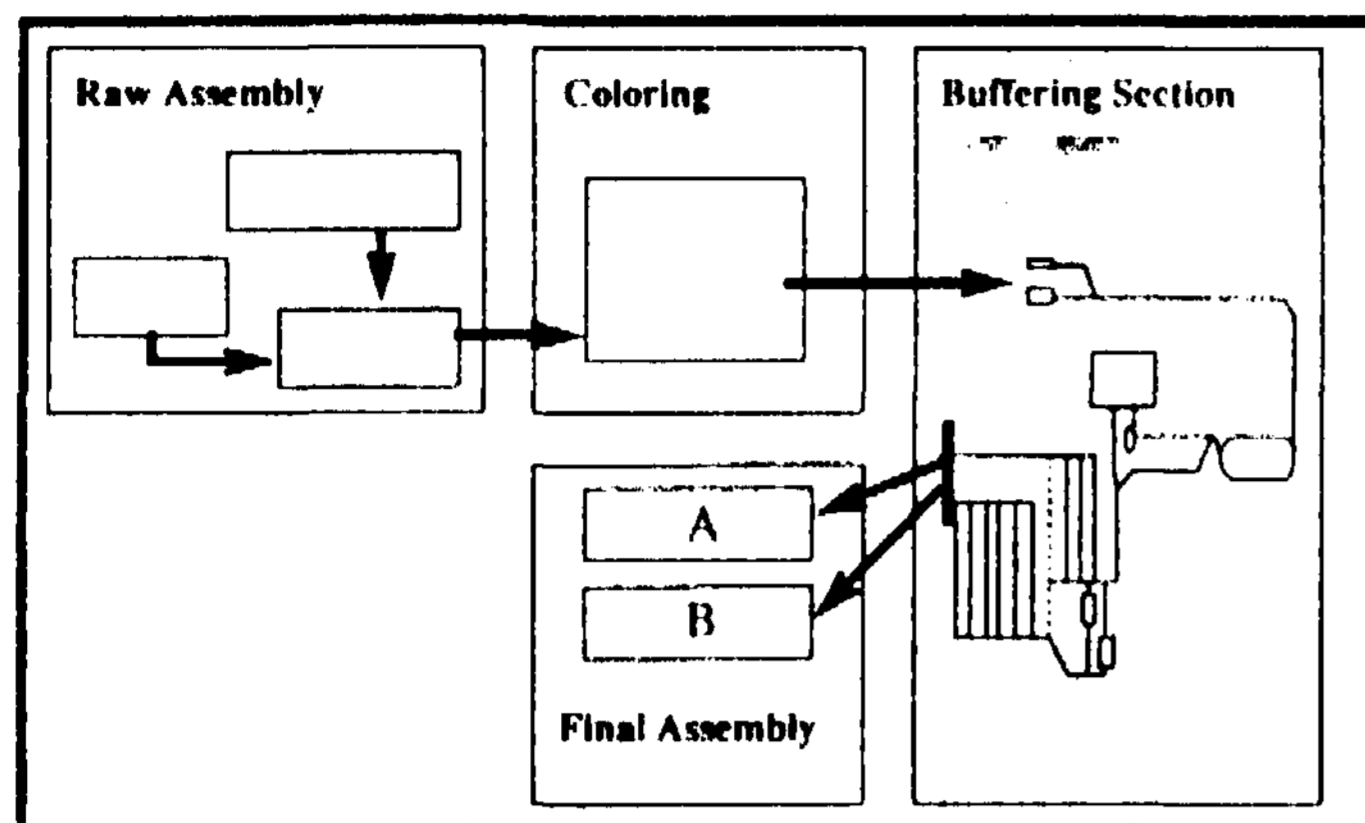 Raw Assembly
Coloring
Buffering Section
A
B
Final Assembly